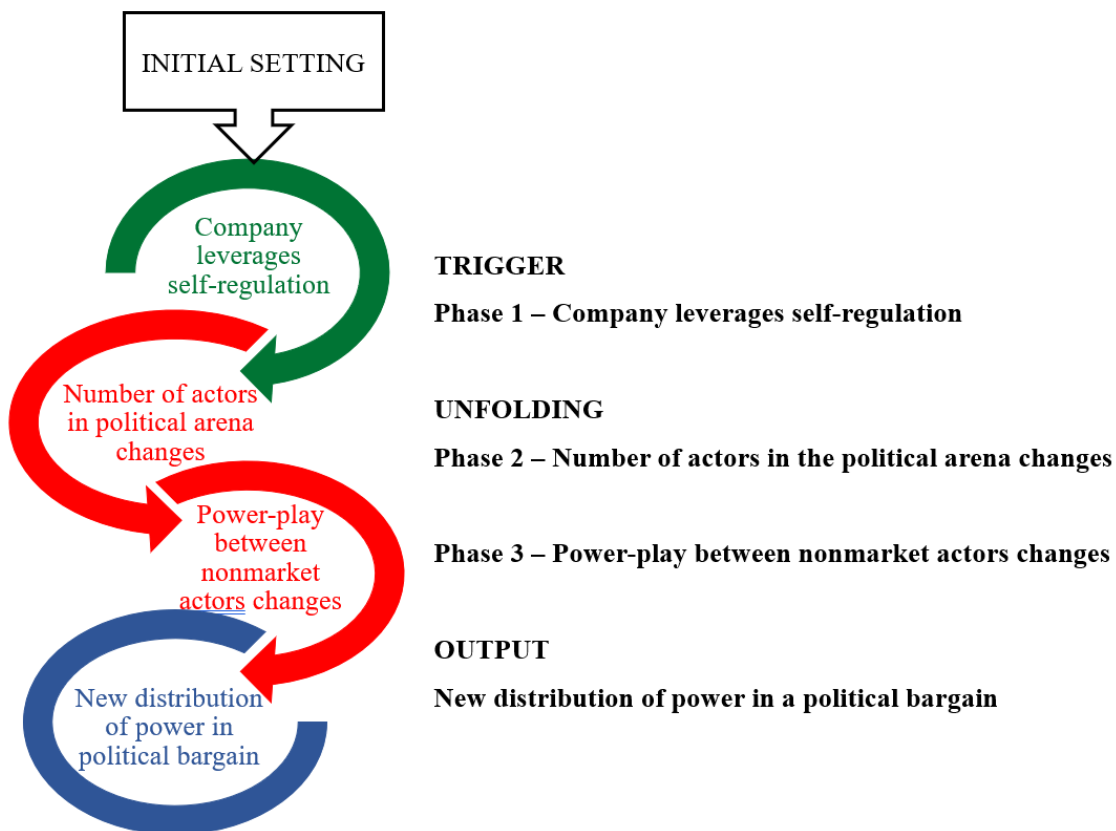 INITIAL SETTING
Company
leverages
self-regulation
TRIGGER
Phase 1 – Company leverages self-regulation
Number of actors
in political arena
changes
UNFOLDING
Phase 2 – Number of actors in the political arena changes
Power-play
between
nonmarket
actors changes
Phase 3 – Power-play between nonmarket actors changes
OUTPUT
New distribution of power in a political bargain
New distribution
of power in
political bargain